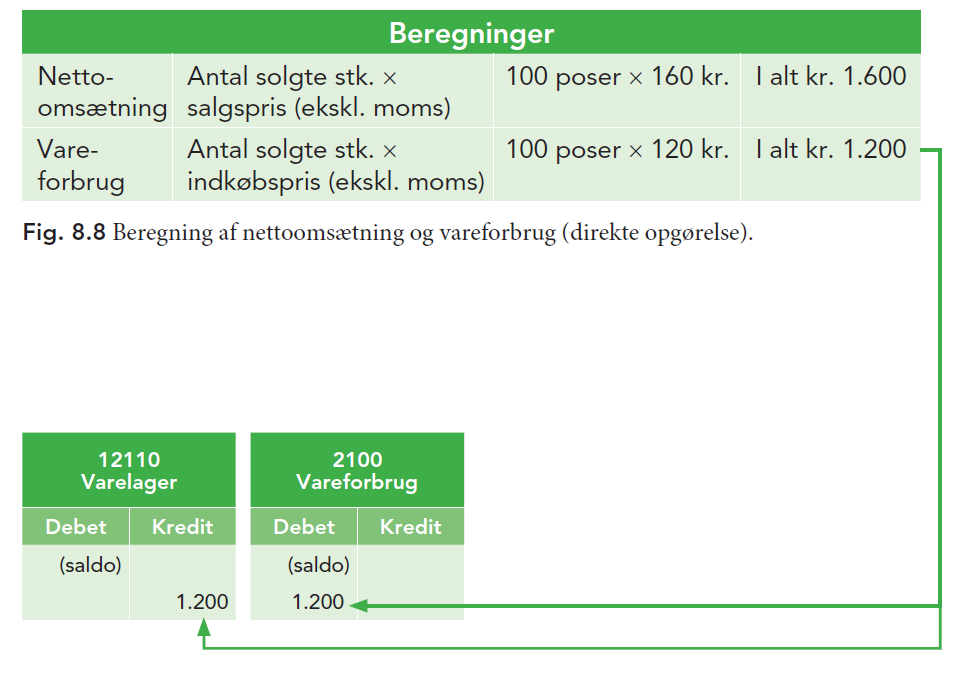 Beregninger
Netto-
omsætning
Antal solgte stk. ×
salgspris (ekskl. moms)
100 poser × 160 kr.
I alt kr. 1.600
Vare-
forbrug
Antal solgte stk. ×
indkøbspris (ekskl. moms)
100 poser × 120 kr.
I alt kr. 1.200
Fig. 8.8 Beregning af nettoomsætning og vareforbrug (direkte opgørelse).
12110
Varelager
Debet
Kredit
(saldo)
1.200
2100
Vareforbrug
Debet
Kredit
(saldo)
1.200